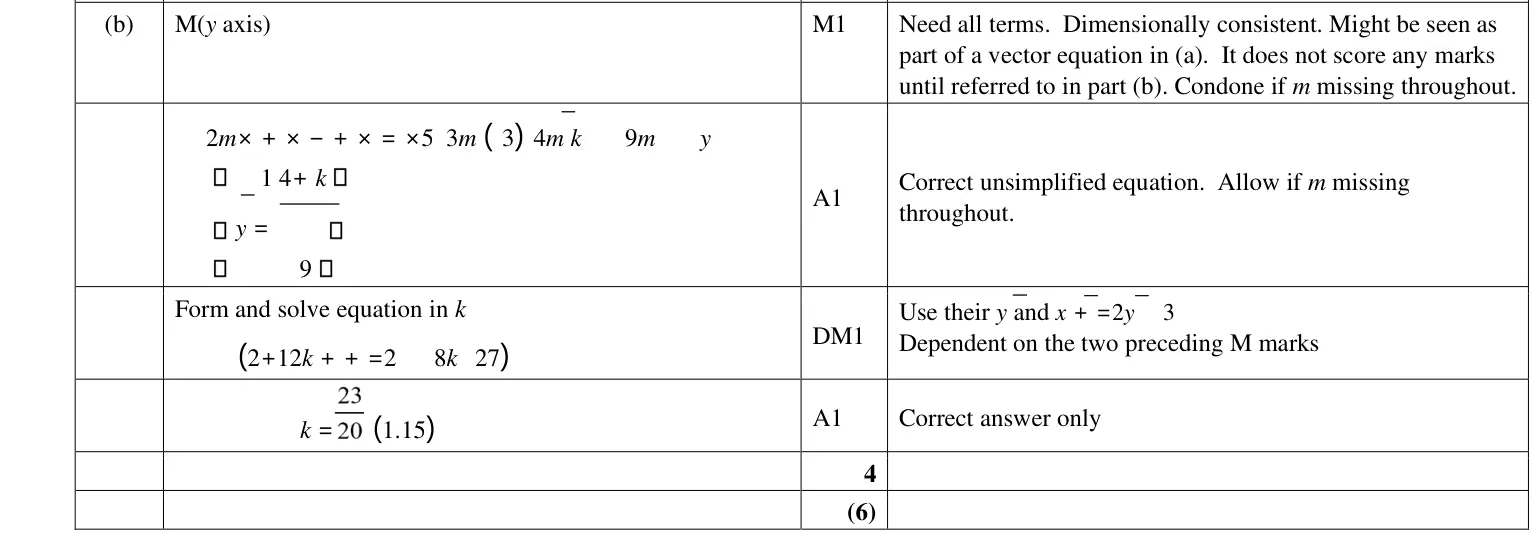 (b) M(y axis) M1 Need all terms. Dimensionally consistent. Might be seen as
part of a vector equation in (a). It does not score any marks
until referred to in part (b). Condone if m missing throughout.
2m× + × − + × = ×5 3m ( 3) 4m k 9m y̅
▯ _ 1 4+ k ▯
▯ y = ▯
▯ 9 ▯
A1 Correct unsimplified equation. Allow if m missing
throughout.
Form and solve equation in k
(2+12k + + =2 8k 27)
DM1 Use their y̅ and x + ̅ =2y ̅ 3
Dependent on the two preceding M marks
23
k = 20 (1.15) A1 Correct answer only
4
(6)